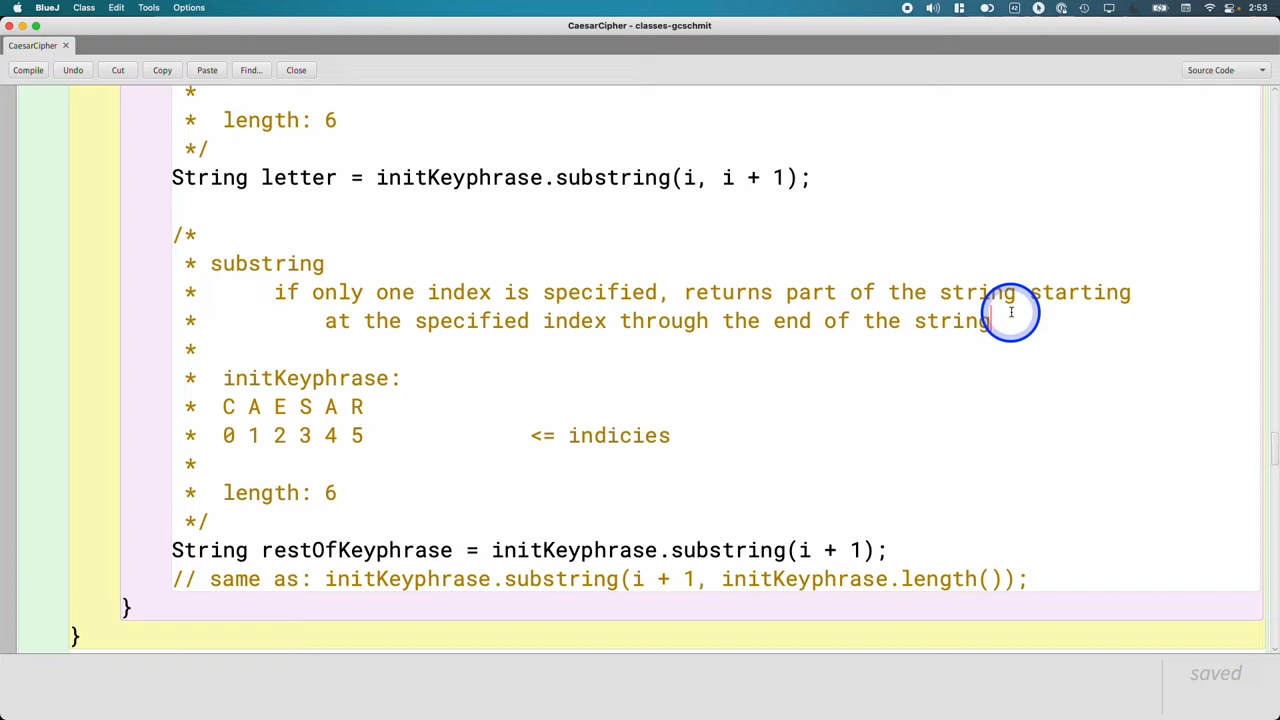 BlueJ Class Edit Tools Options 2:53
CaesarCipher - classes-gcschmit
CaesarCipher ×
Compile Undo Cut Copy Paste Find... Close Source Code
*
* length: 6
*/
String letter = initKeyphrase.substring(i, i + 1);
/*
* substring
* if only one index is specified, returns part of the string starting
* at the specified index through the end of the string
*
* initKeyphrase:
* C A E S A R
* 0 1 2 3 4 5 <= indicies
*
* length: 6
*/
String restOfKeyphrase = initKeyphrase.substring(i + 1);
// same as: initKeyphrase.substring(i + 1, initKeyphrase.length());
}
}
saved